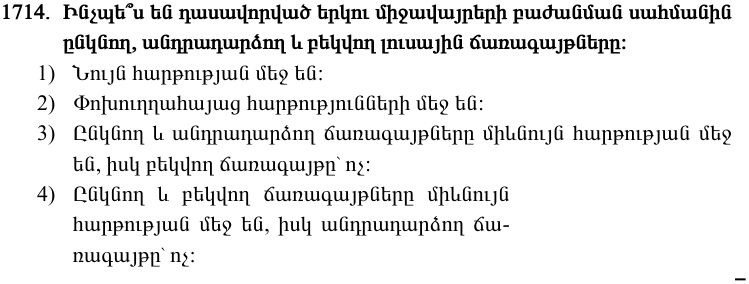 1714. Ինչպե՞ս են դասավորված երկու միջավայրերի բաժանման սահմանին
ընկնող, անդրադարձող և բեկվող լուսային ճառագայթները:
1) Նույն հարթության մեջ են:
2) Փոխուղղահայաց հարթությունների մեջ են:
3) Ընկնող և անդրադարձող ճառագայթները միևնույն հարթության մեջ
են, իսկ բեկվող ճառագայթը՝ ոչ:
4) Ընկնող և բեկվող ճառագայթները միևնույն
հարթության մեջ են, իսկ անդրադարձող ճա-
ռագայթը՝ ոչ: